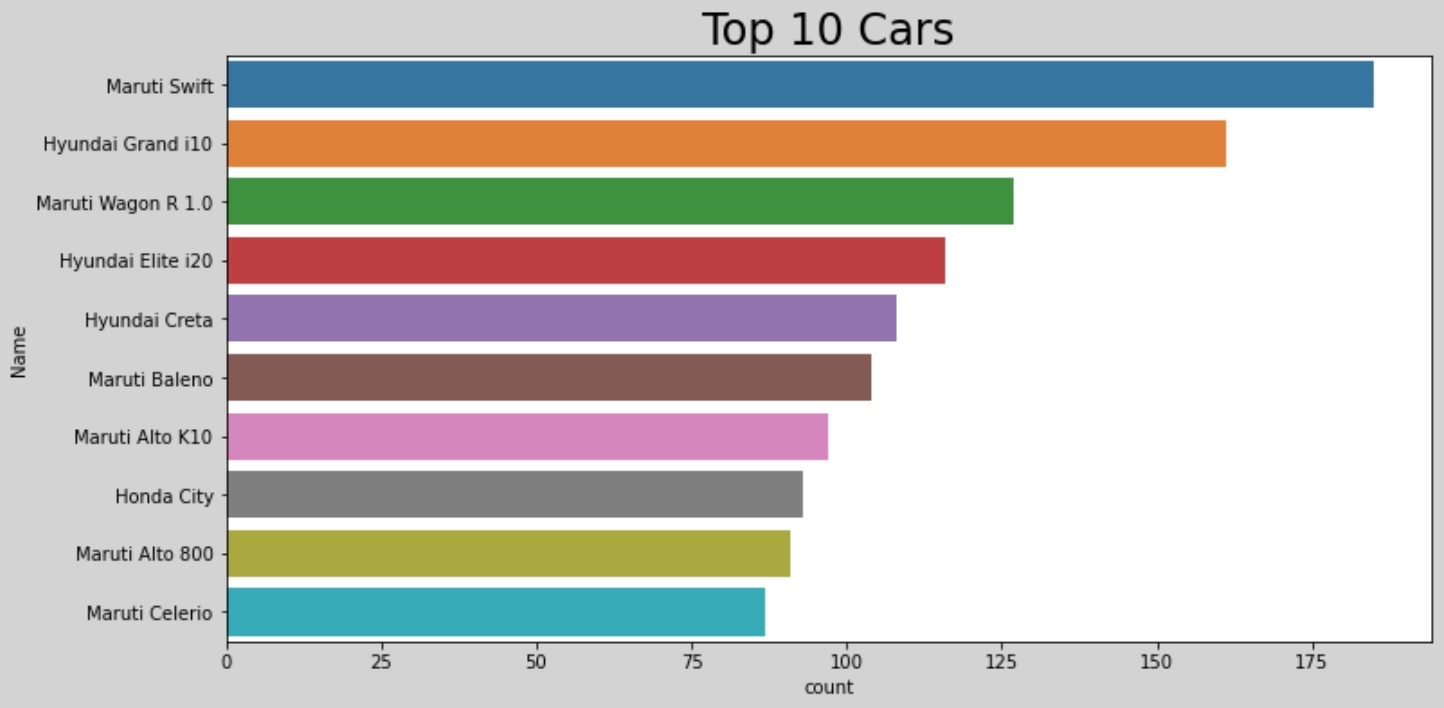 Top 10 Cars
Name
Maruti Swift
Hyundai Grand i10
Maruti Wagon R 1.0
Hyundai Elite i20
Hyundai Creta
Maruti Baleno
Maruti Alto K10
Honda City
Maruti Alto 800
Maruti Celerio
0 25 50 75 100 125 150 175
count